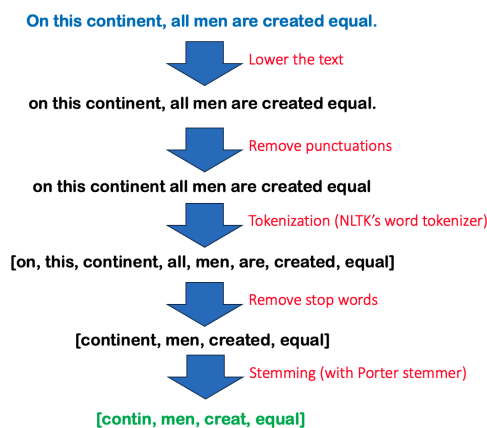 On this continent, all men are created equal.
Lower the text
on this continent, all men are created equal.
Remove punctuations
on this continent all men are created equal
Tokenization (NLTK's word tokenizer)
[on, this, continent, all, men, are, created, equal]
Remove stop words
[continent, men, created, equal]
Stemming (with Porter stemmer)
[contin, men, creat, equal]